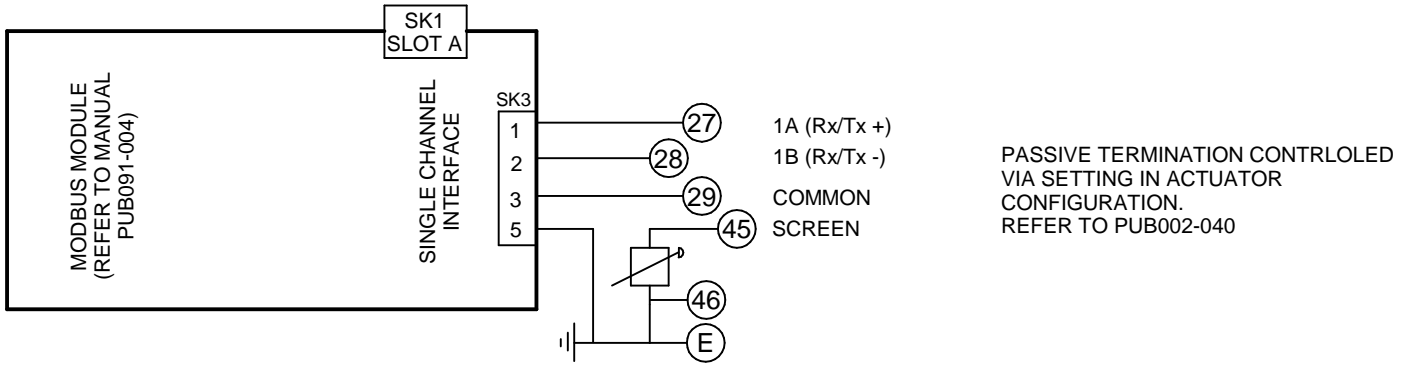 SK1
SLOT A
MODBUS MODULE
(REFER TO MANUAL
PUB091-004)
SINGLE CHANNEL
INTERFACE
SK3
1
27
1A (Rx/Tx +)
2
28
1B (Rx/Tx -)
3
29
COMMON
5
45
SCREEN
46
E
PASSIVE TERMINATION CONTRLOLED
VIA SETTING IN ACTUATOR
CONFIGURATION.
REFER TO PUB002-040